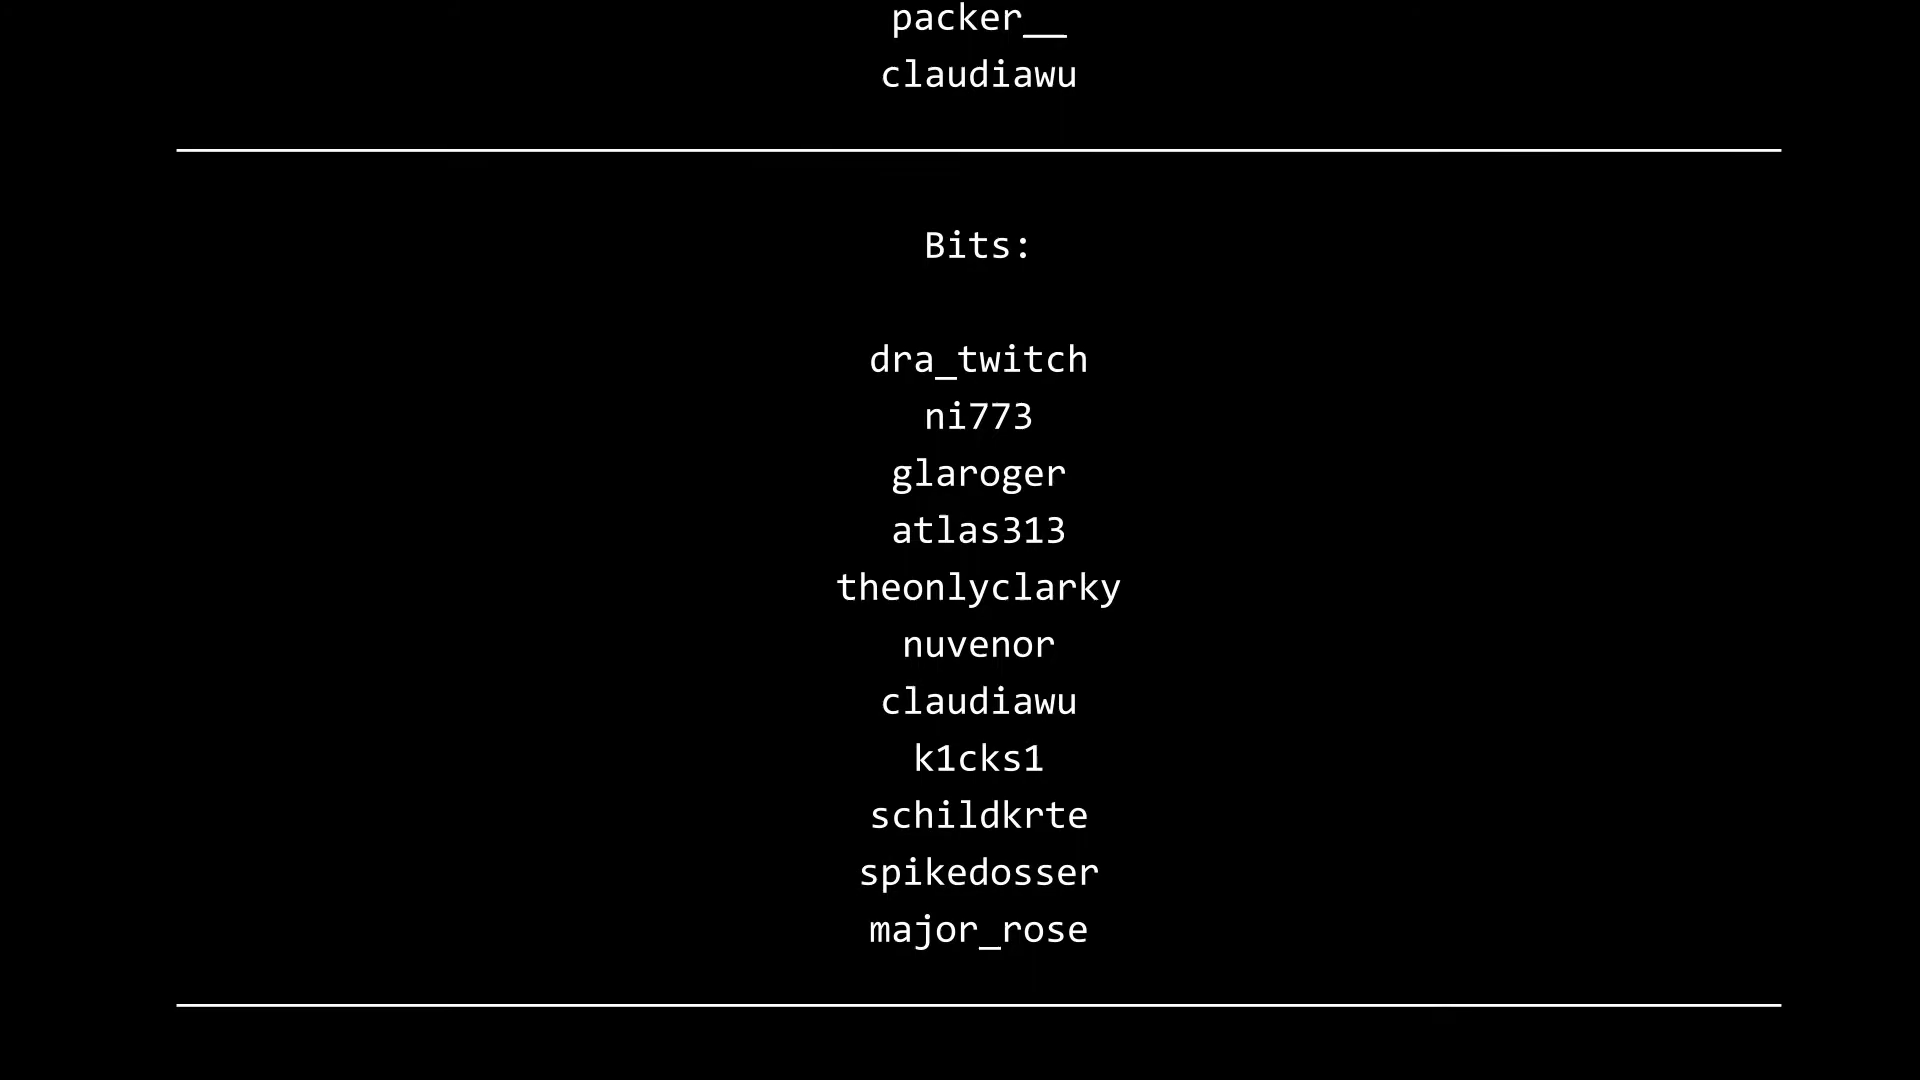 packer__
claudiawu
Bits:
dra_twitch
ni773
glaroger
atlas313
theonlyclarky
nuvenor
claudiawu
k1cks1
schildkrte
spikedosser
major_rose